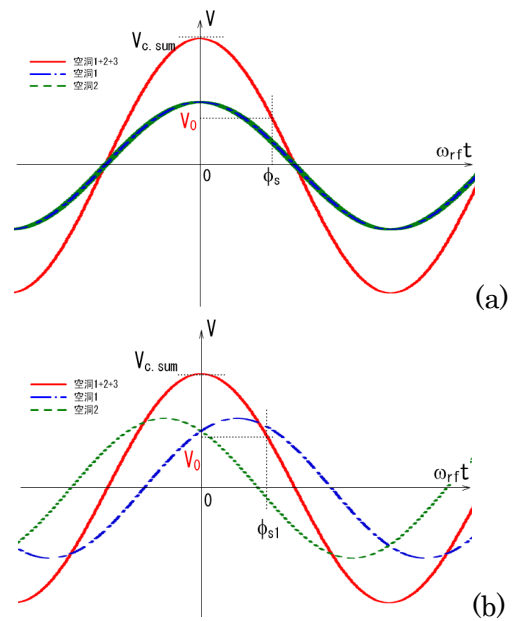 V
V_c.sum
空洞1+2+3
空洞1
空洞2
V_0
ω_rf t
0
ϕ_s
(a)
V
V_c.sum
空洞1+2+3
空洞1
空洞2
V_0
ω_rf t
0
ϕ_s1
(b)